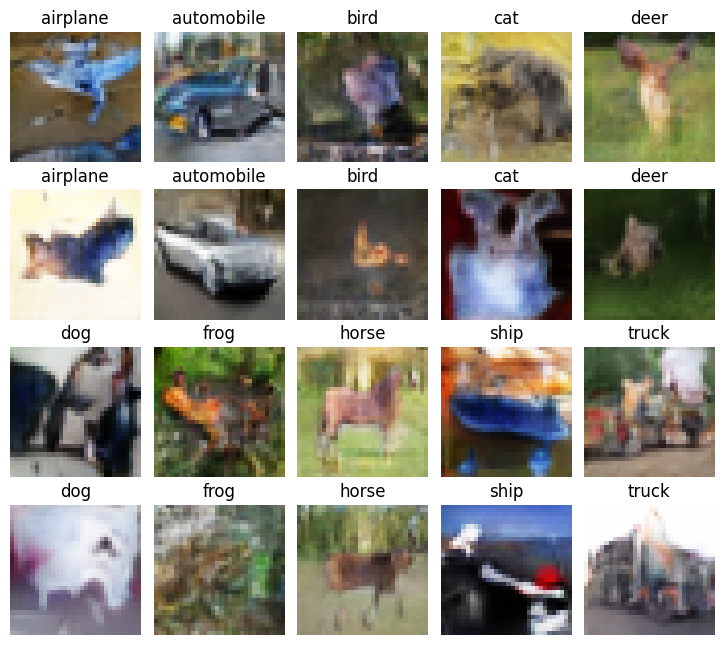 airplane automobile bird cat deer
airplane automobile bird cat deer
dog frog horse ship truck
dog frog horse ship truck